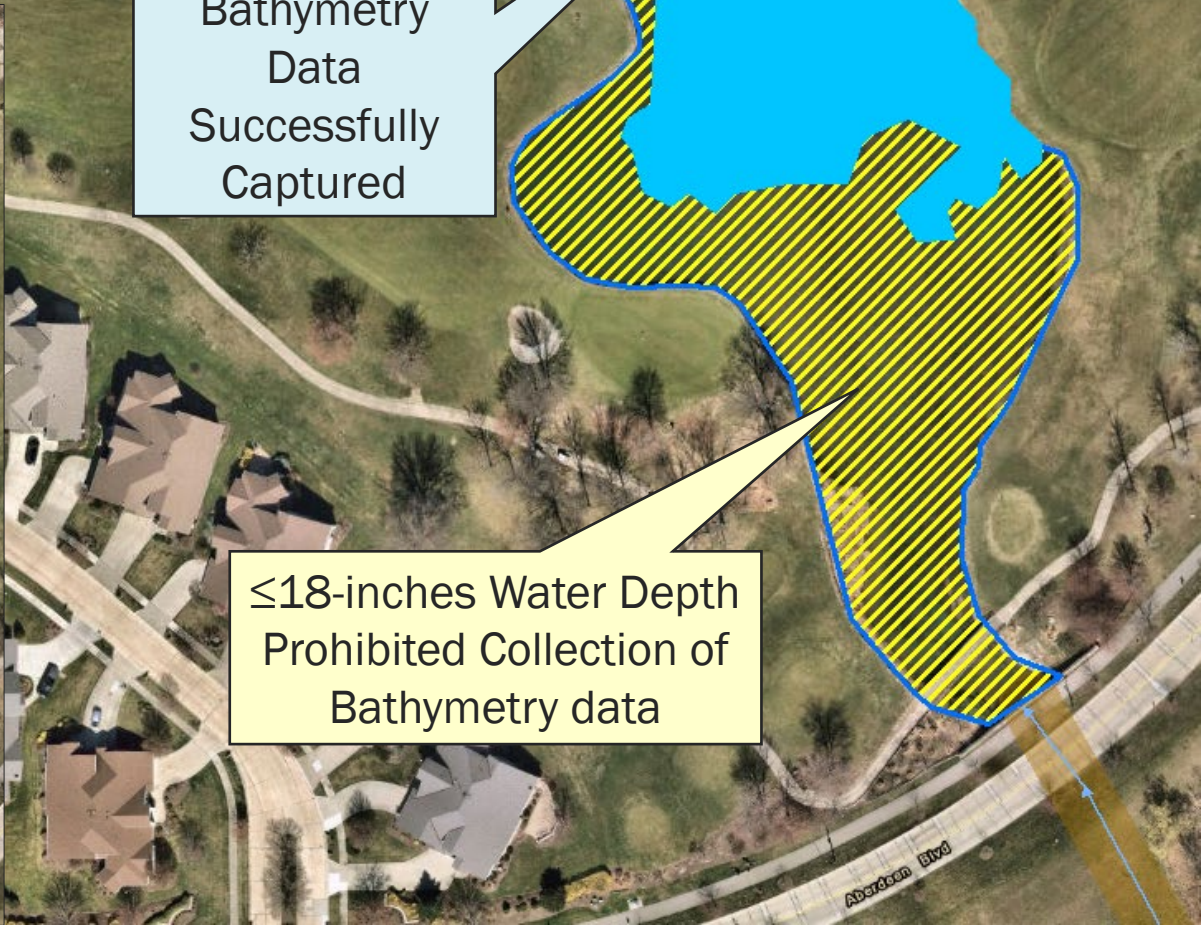 Bathymetry
Data
Successfully
Captured
≤18-inches Water Depth
Prohibited Collection of
Bathymetry data
Aberdeen Blvd